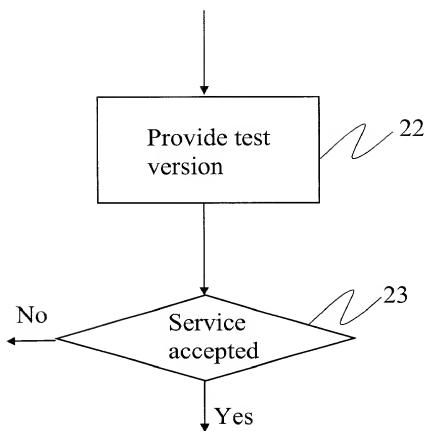 Provide test
version
22
23
No
Service
accepted
Yes